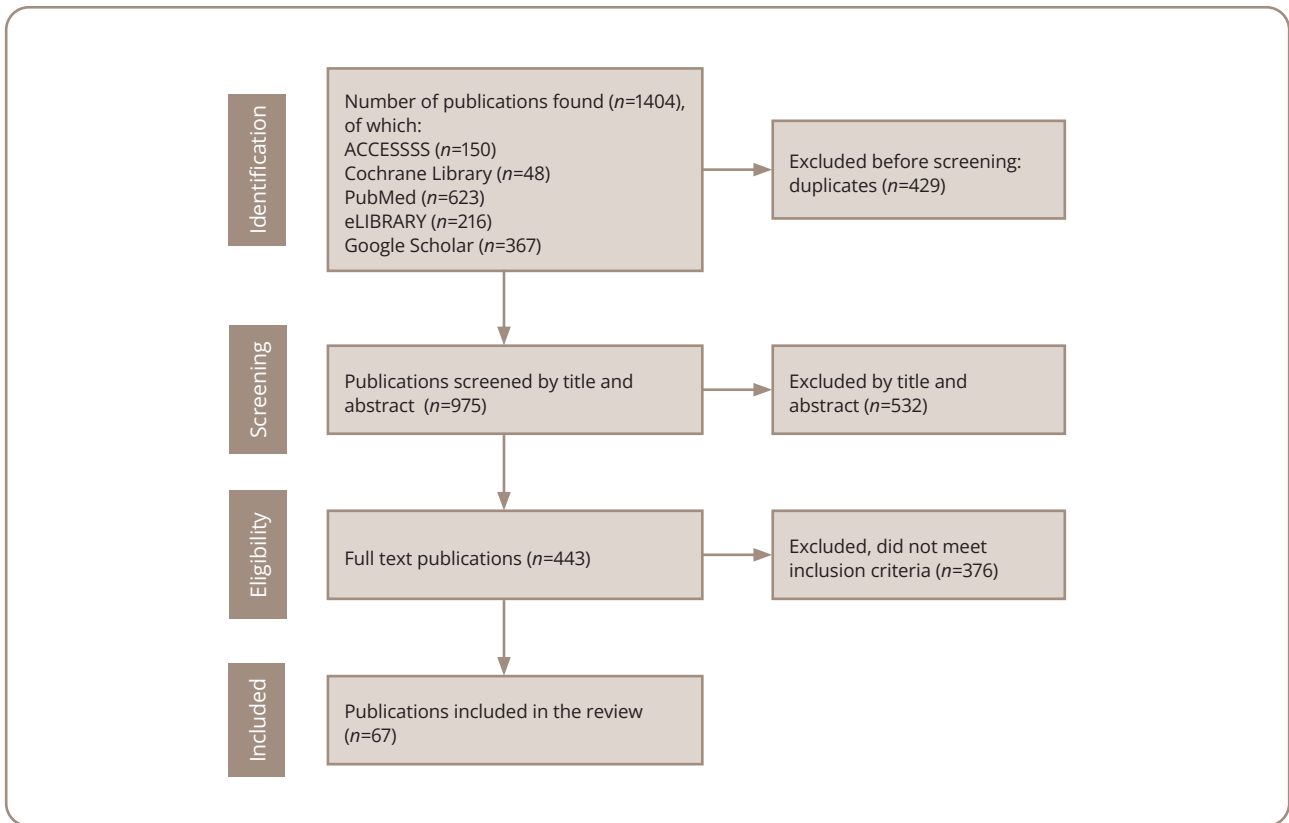 Identification
Number of publications found (n=1404),
of which:
ACCESSSS (n=150)
Cochrane Library (n=48)
PubMed (n=623)
eLIBRARY (n=216)
Google Scholar (n=367)
Excluded before screening:
duplicates (n=429)
Screening
Publications screened by title and
abstract (n=975)
Excluded by title and
abstract (n=532)
Eligibility
Full text publications (n=443)
Excluded, did not meet
inclusion criteria (n=376)
Included
Publications included in the review
(n=67)